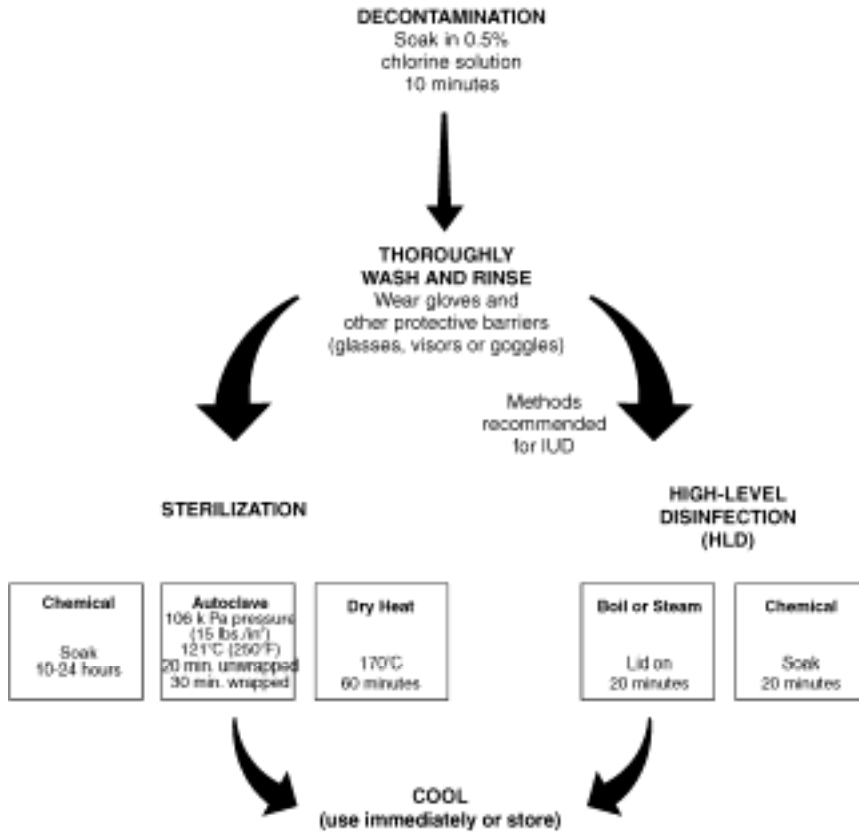 DECONTAMINATION
Soak in 0.5%
chlorine solution
10 minutes
THOROUGHLY
WASH AND RINSE
Wear gloves and
other protective barriers
(glasses, visors or goggles)
Methods
recommended
for IUD
STERILIZATION
HIGH-LEVEL
DISINFECTION
(HLD)
Chemical
Soak
10-24 hours
Autoclave
106 k Pa pressure
(15 lbs./in²)
121°C (250°F)
20 min. unwrapped
30 min. wrapped
Dry Heat
170°C
60 minutes
Boil or Steam
Lid on
20 minutes
Chemical
Soak
20 minutes
COOL
(use immediately or store)